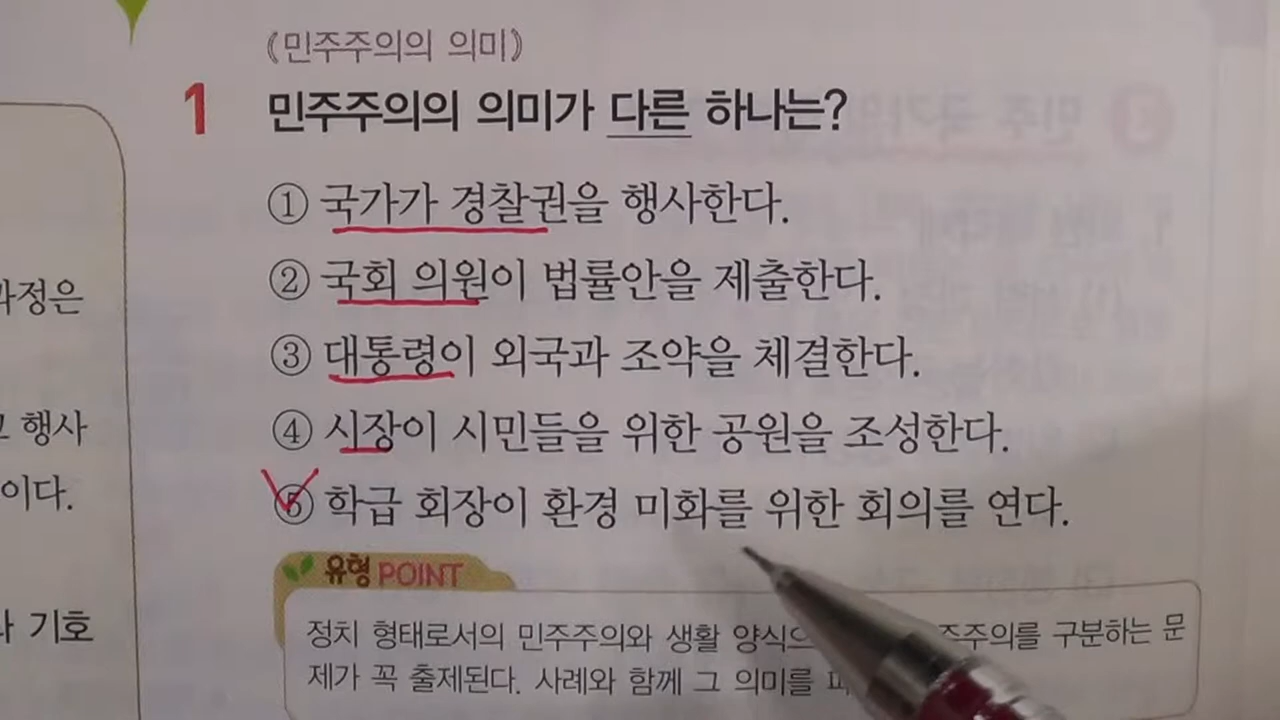 《민주주의의 의미》
1 민주주의의 의미가 다른 하나는?
① 국가가 경찰권을 행사한다.
② 국회 의원이 법률안을 제출한다.
③ 대통령이 외국과 조약을 체결한다.
④ 시장이 시민들을 위한 공원을 조성한다.
⑤ 학급 회장이 환경 미화를 위한 회의를 연다.
유형 POINT
정치 형태로서의 민주주의와 생활 양식으 주주의를 구분하는 문
제가 꼭 출제된다. 사례와 함께 그 의미를
과정은
행사
이다.
기호